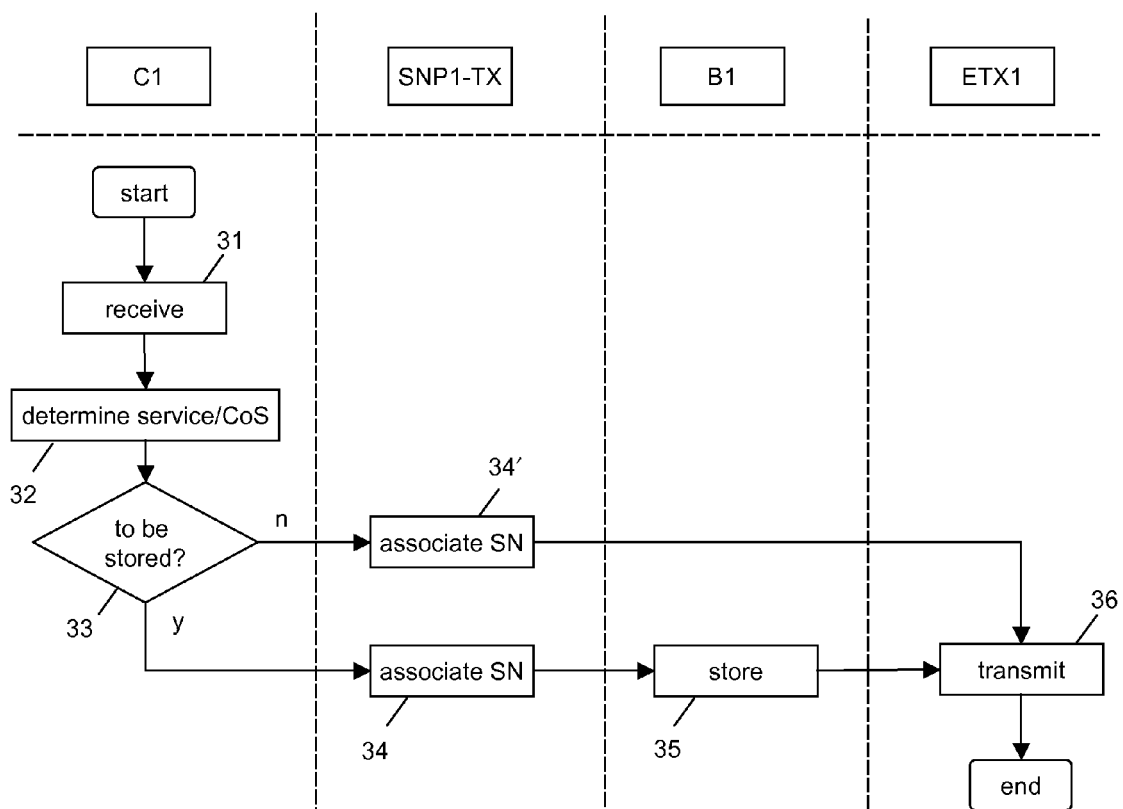 C1
SNP1-TX
B1
ETX1
start
31
receive
determine service/CoS
32
34′
to be
stored?
n
associate SN
33
y
36
associate SN
store
transmit
34
35
end